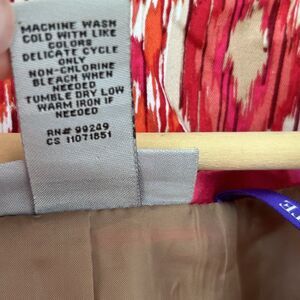 MACHINE WASH
COLD WITH LIKE
COLORS
DELICATE CYCLE
ONLY
NON-CHLORINE
BLEACH WHEN
NEEDED
TUMBLE DRY LOW
WARM IRON IF
NEEDED
RN# 99249
CS 11071851